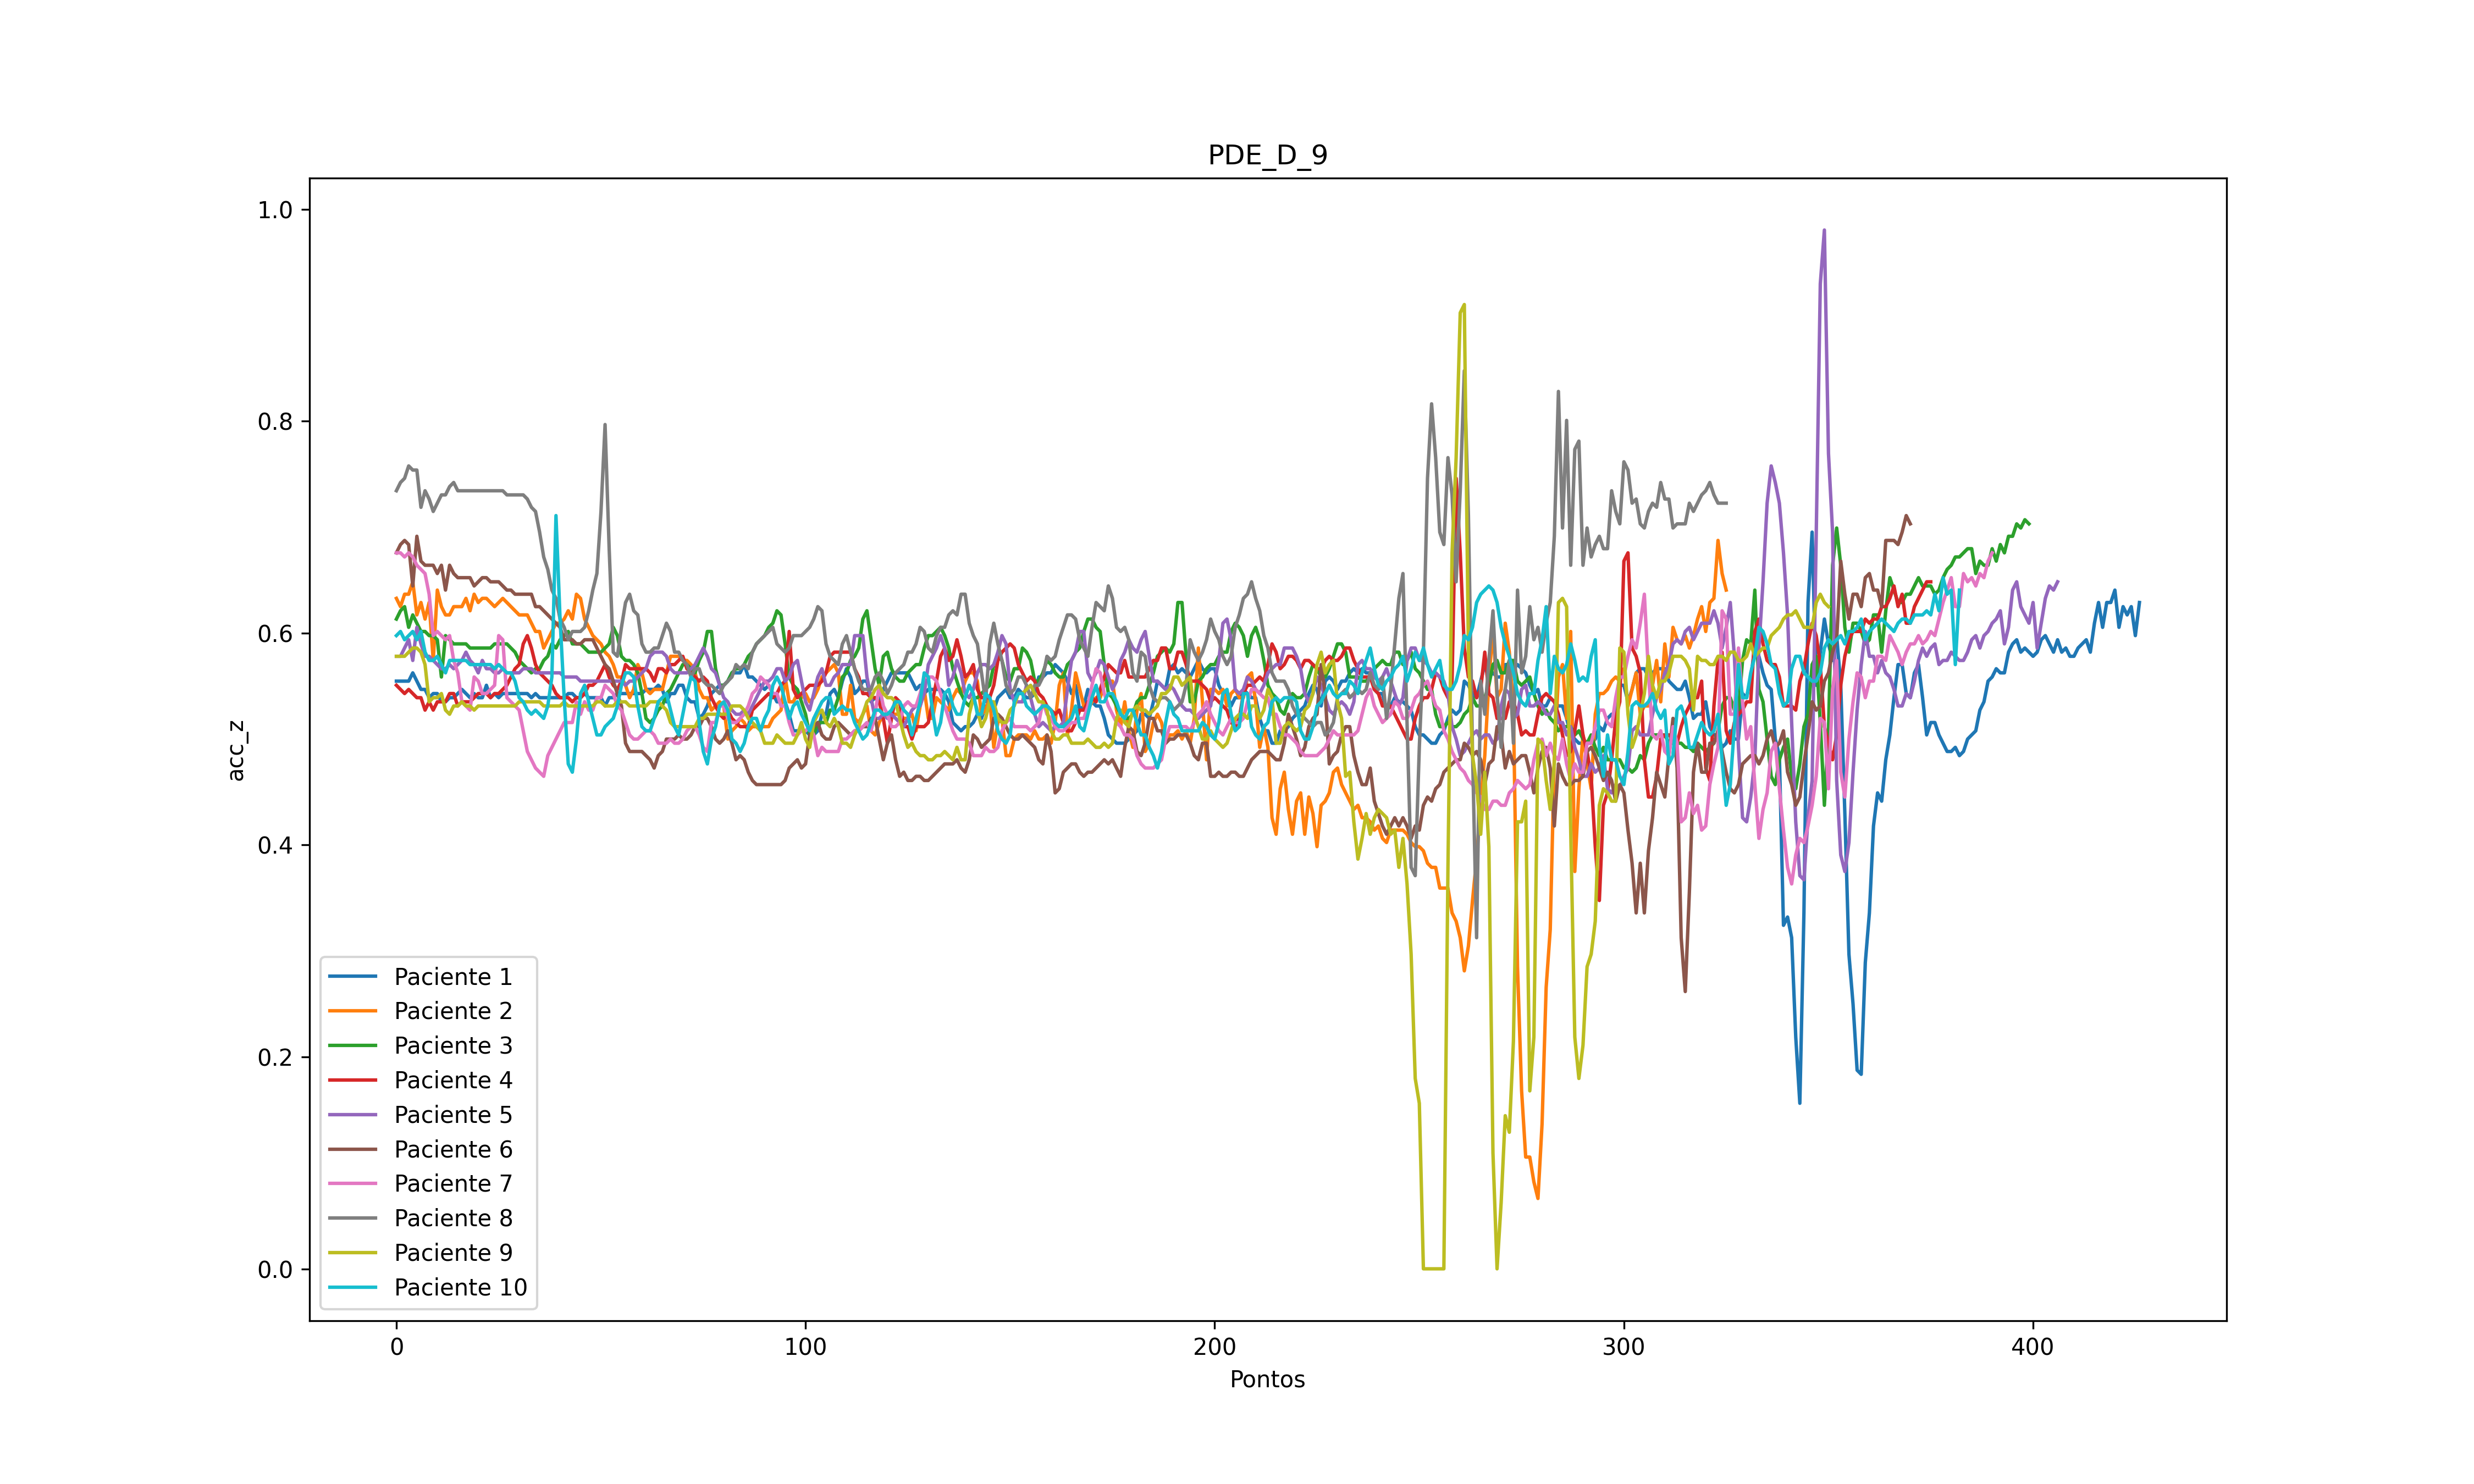 PDE_D_9
1.0
0.8
0.6
0.4
0.2
0.0
acc_z
Paciente 1
Paciente 2
Paciente 3
Paciente 4
Paciente 5
Paciente 6
Paciente 7
Paciente 8
Paciente 9
Paciente 10
0 100 200 300 400
Pontos